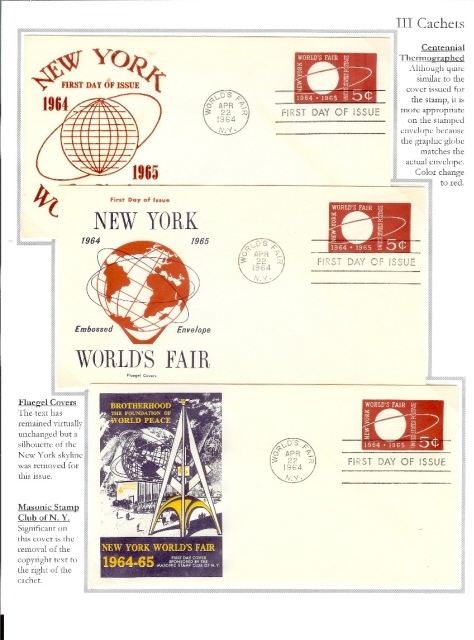 III Cachets
Centennial
Thermographed
Although quite
similar to the
cover issued for
the stamp, it is
more appropriate
on the stamped
envelope because
the graphic globe
matches the
actual envelope.
Color change
to red.
NEW YORK
FIRST DAY OF ISSUE
1964
1965
WO
WORLD'S FAIR
APR
22
1964
N.Y.
WORLD'S FAIR
NEW YORK
UNITED STATES POSTAGE
1964 • 1965
5¢
FIRST DAY OF ISSUE
First Day of Issue
NEW YORK
1964
1965
Embossed
Envelope
WORLD'S FAIR
Fluegel Covers
WORLD'S FAIR
APR
22
1964
N.Y.
WORLD'S FAIR
NEW YORK
UNITED STATES POSTAGE
1964 • 1965
5¢
FIRST DAY OF ISSUE
Fluegel Covers
The text has
remained virtually
unchanged but a
silhouette of the
New York skyline
was removed for
this issue.
Masonic Stamp
Club of N. Y.
Significant on
this cover is the
removal of the
copyright text to
the right of the
cachet.
BROTHERHOOD
THE FOUNDATION OF
WORLD PEACE
NEW YORK WORLD'S FAIR
1964-65
FIRST DAY COVER
SPONSORED BY THE
MASONIC STAMP CLUB OF N.Y.
WORLD'S FAIR
APR
22
1964
N.Y.
WORLD'S FAIR
NEW YORK
UNITED STATES POSTAGE
1964 • 1965
5¢
FIRST DAY OF ISSUE